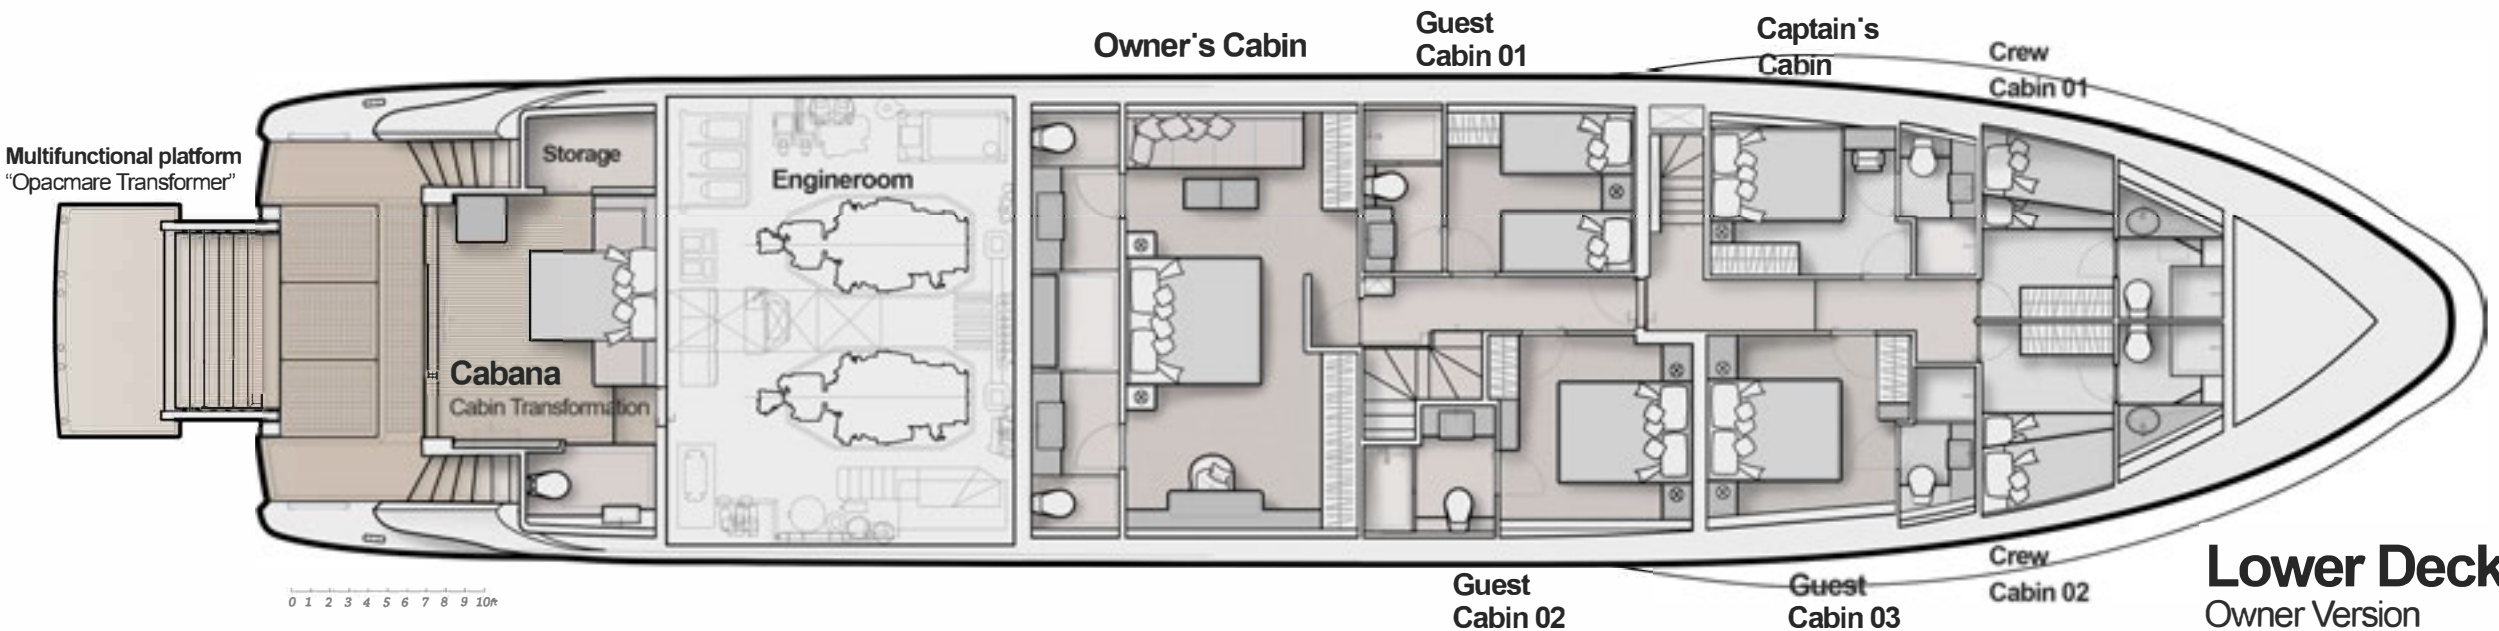 Owner's Cabin
Guest
Cabin 01
Captain's
Cabin
Crew
Cabin 01
Multifunctional platform
"Opacmare Transformer"
Storage
Engineroom
Cabana
Cabin Transformation
0 1 2 3 4 5 6 7 8 9 10ft
Guest
Cabin 02
Guest
Cabin 03
Crew
Cabin 02
Lower Deck
Owner Version